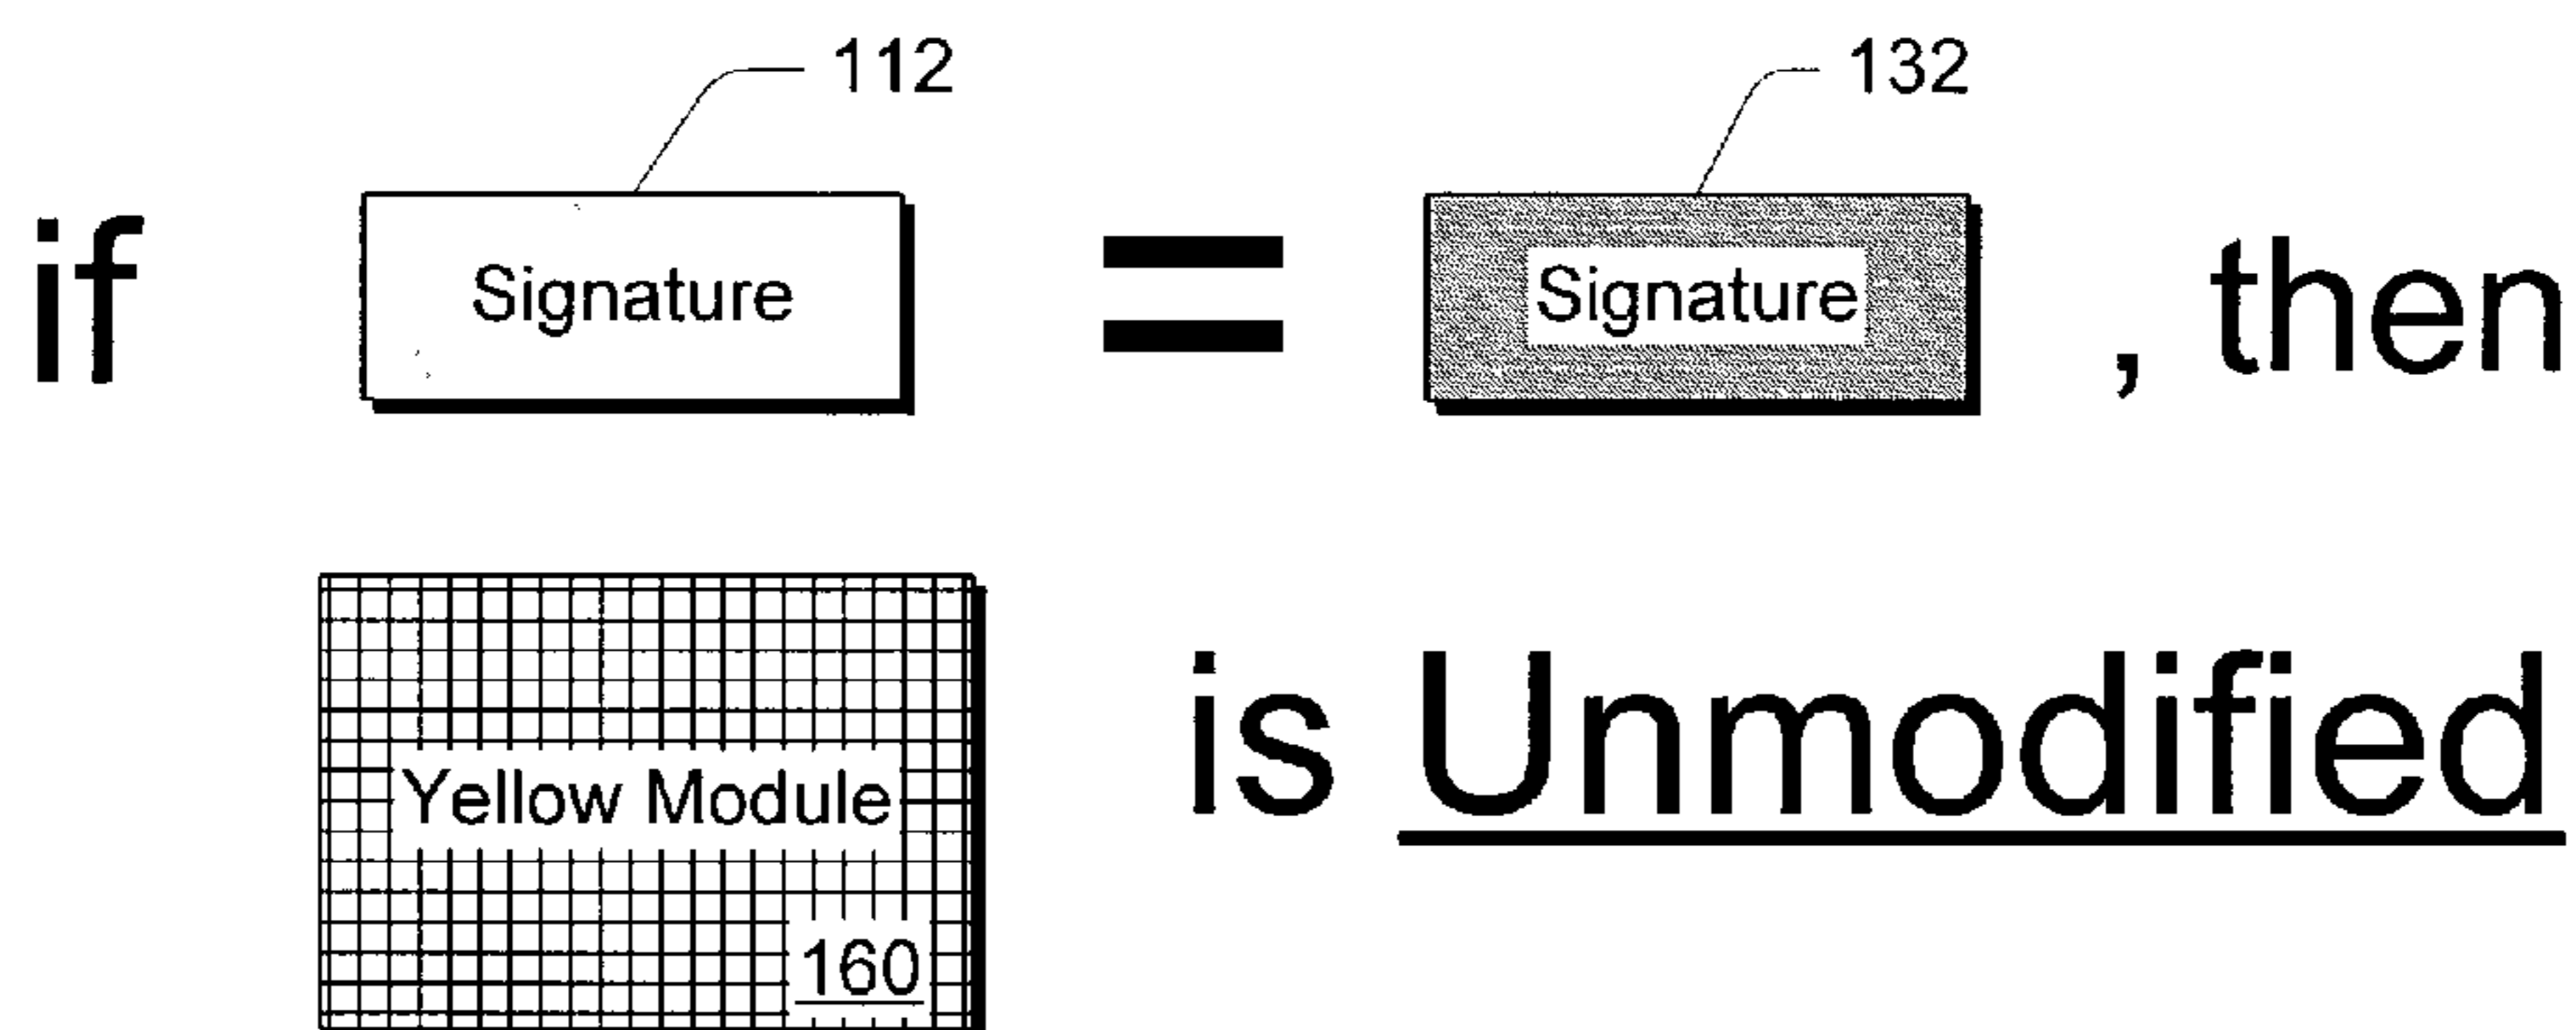 112 132
if Signature = Signature , then
Yellow Module is Unmodified
160